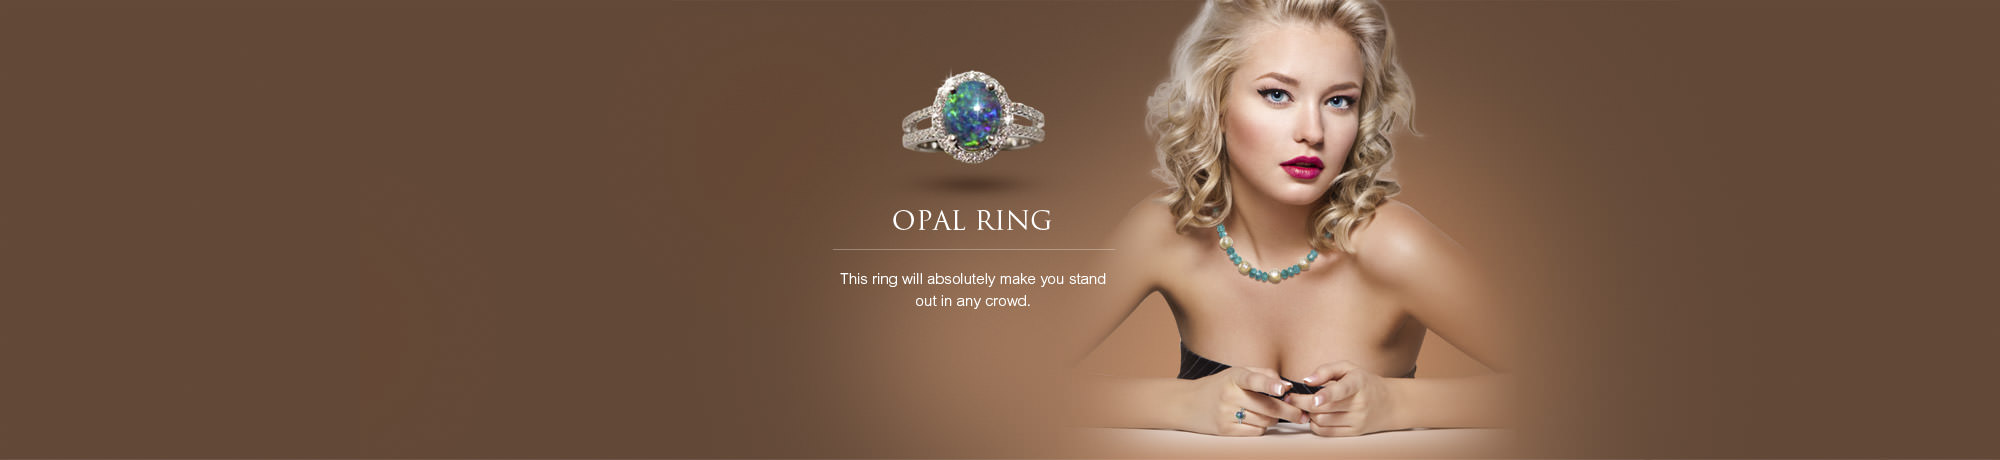 OPAL RING
This ring will absolutely make you stand
out in any crowd.